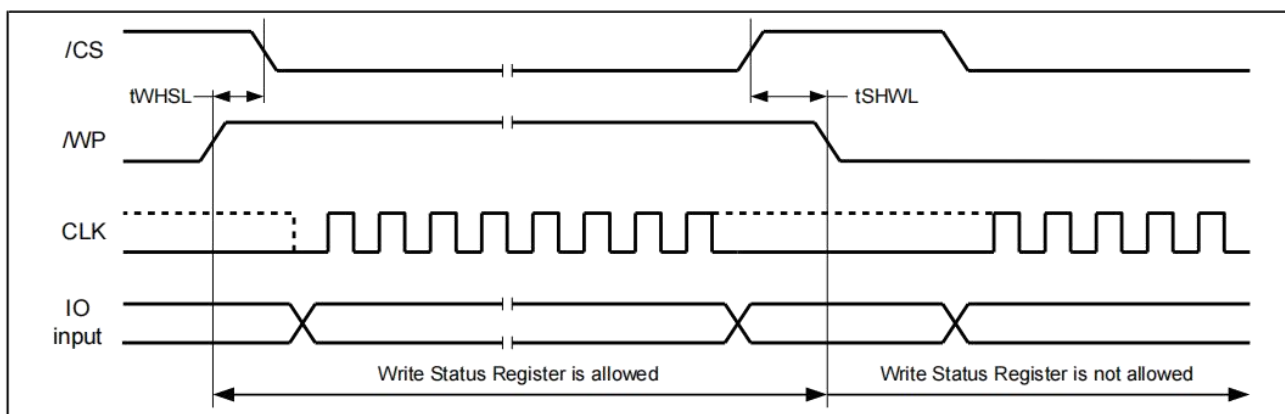 /CS
tWHSL
tSHWL
/WP
CLK
IO
input
Write Status Register is allowed
Write Status Register is not allowed